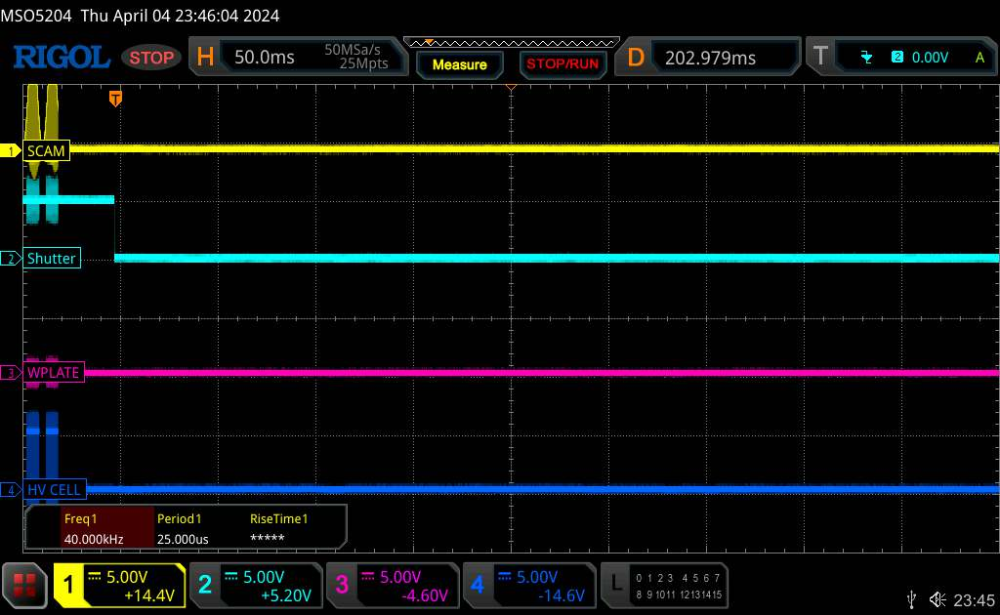 MSO5204 Thu April 04 23:46:04 2024
RIGOL STOP H 50.0ms 50MSa/s 25Mpts Measure STOP/RUN D 202.979ms T 2 0.00V A
T
1 SCAM
2 Shutter
3 WPLATE
4 HV CELL
Freq1 Period1 RiseTime1
40.000kHz 25.000us *****
1 5.00V +14.4V
2 5.00V +5.20V
3 5.00V -4.60V
4 5.00V -14.6V
L 0 1 2 3 4 5 6 7
8 9 10 11 12 13 14 15
23:45